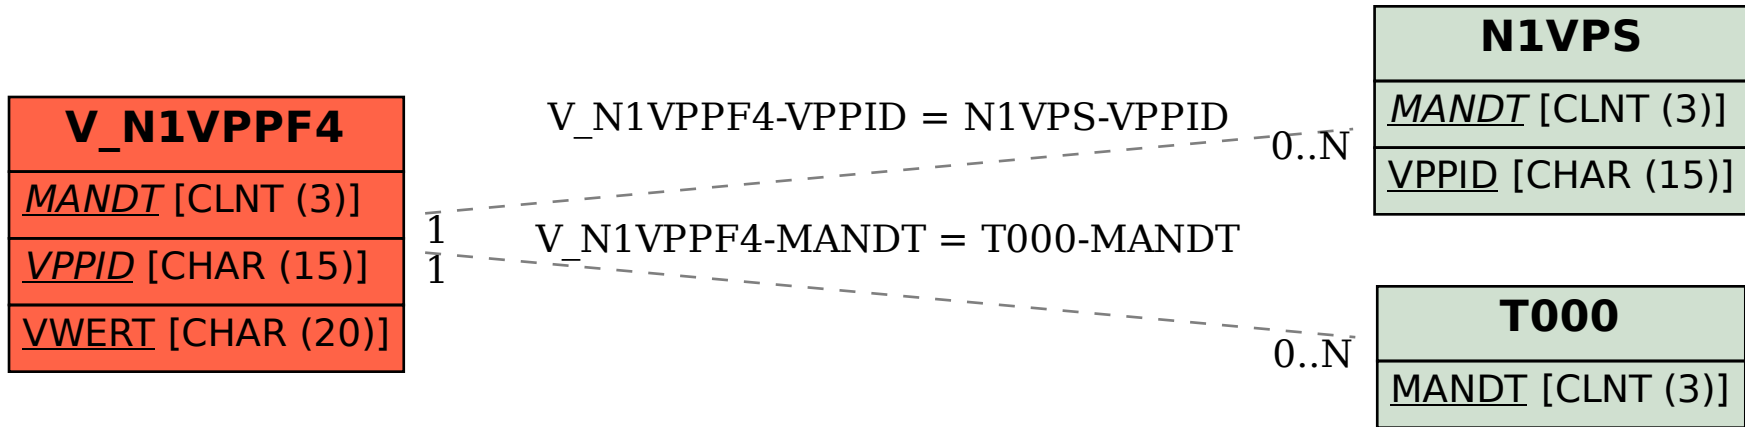 V_N1VPPF4
MANDT [CLNT (3)]
VPPID [CHAR (15)]
VWERT [CHAR (20)]
V_N1VPPF4-VPPID = N1VPS-VPPID
0..N
1
V_N1VPPF4-MANDT = T000-MANDT
1
0..N
N1VPS
MANDT [CLNT (3)]
VPPID [CHAR (15)]
T000
MANDT [CLNT (3)]